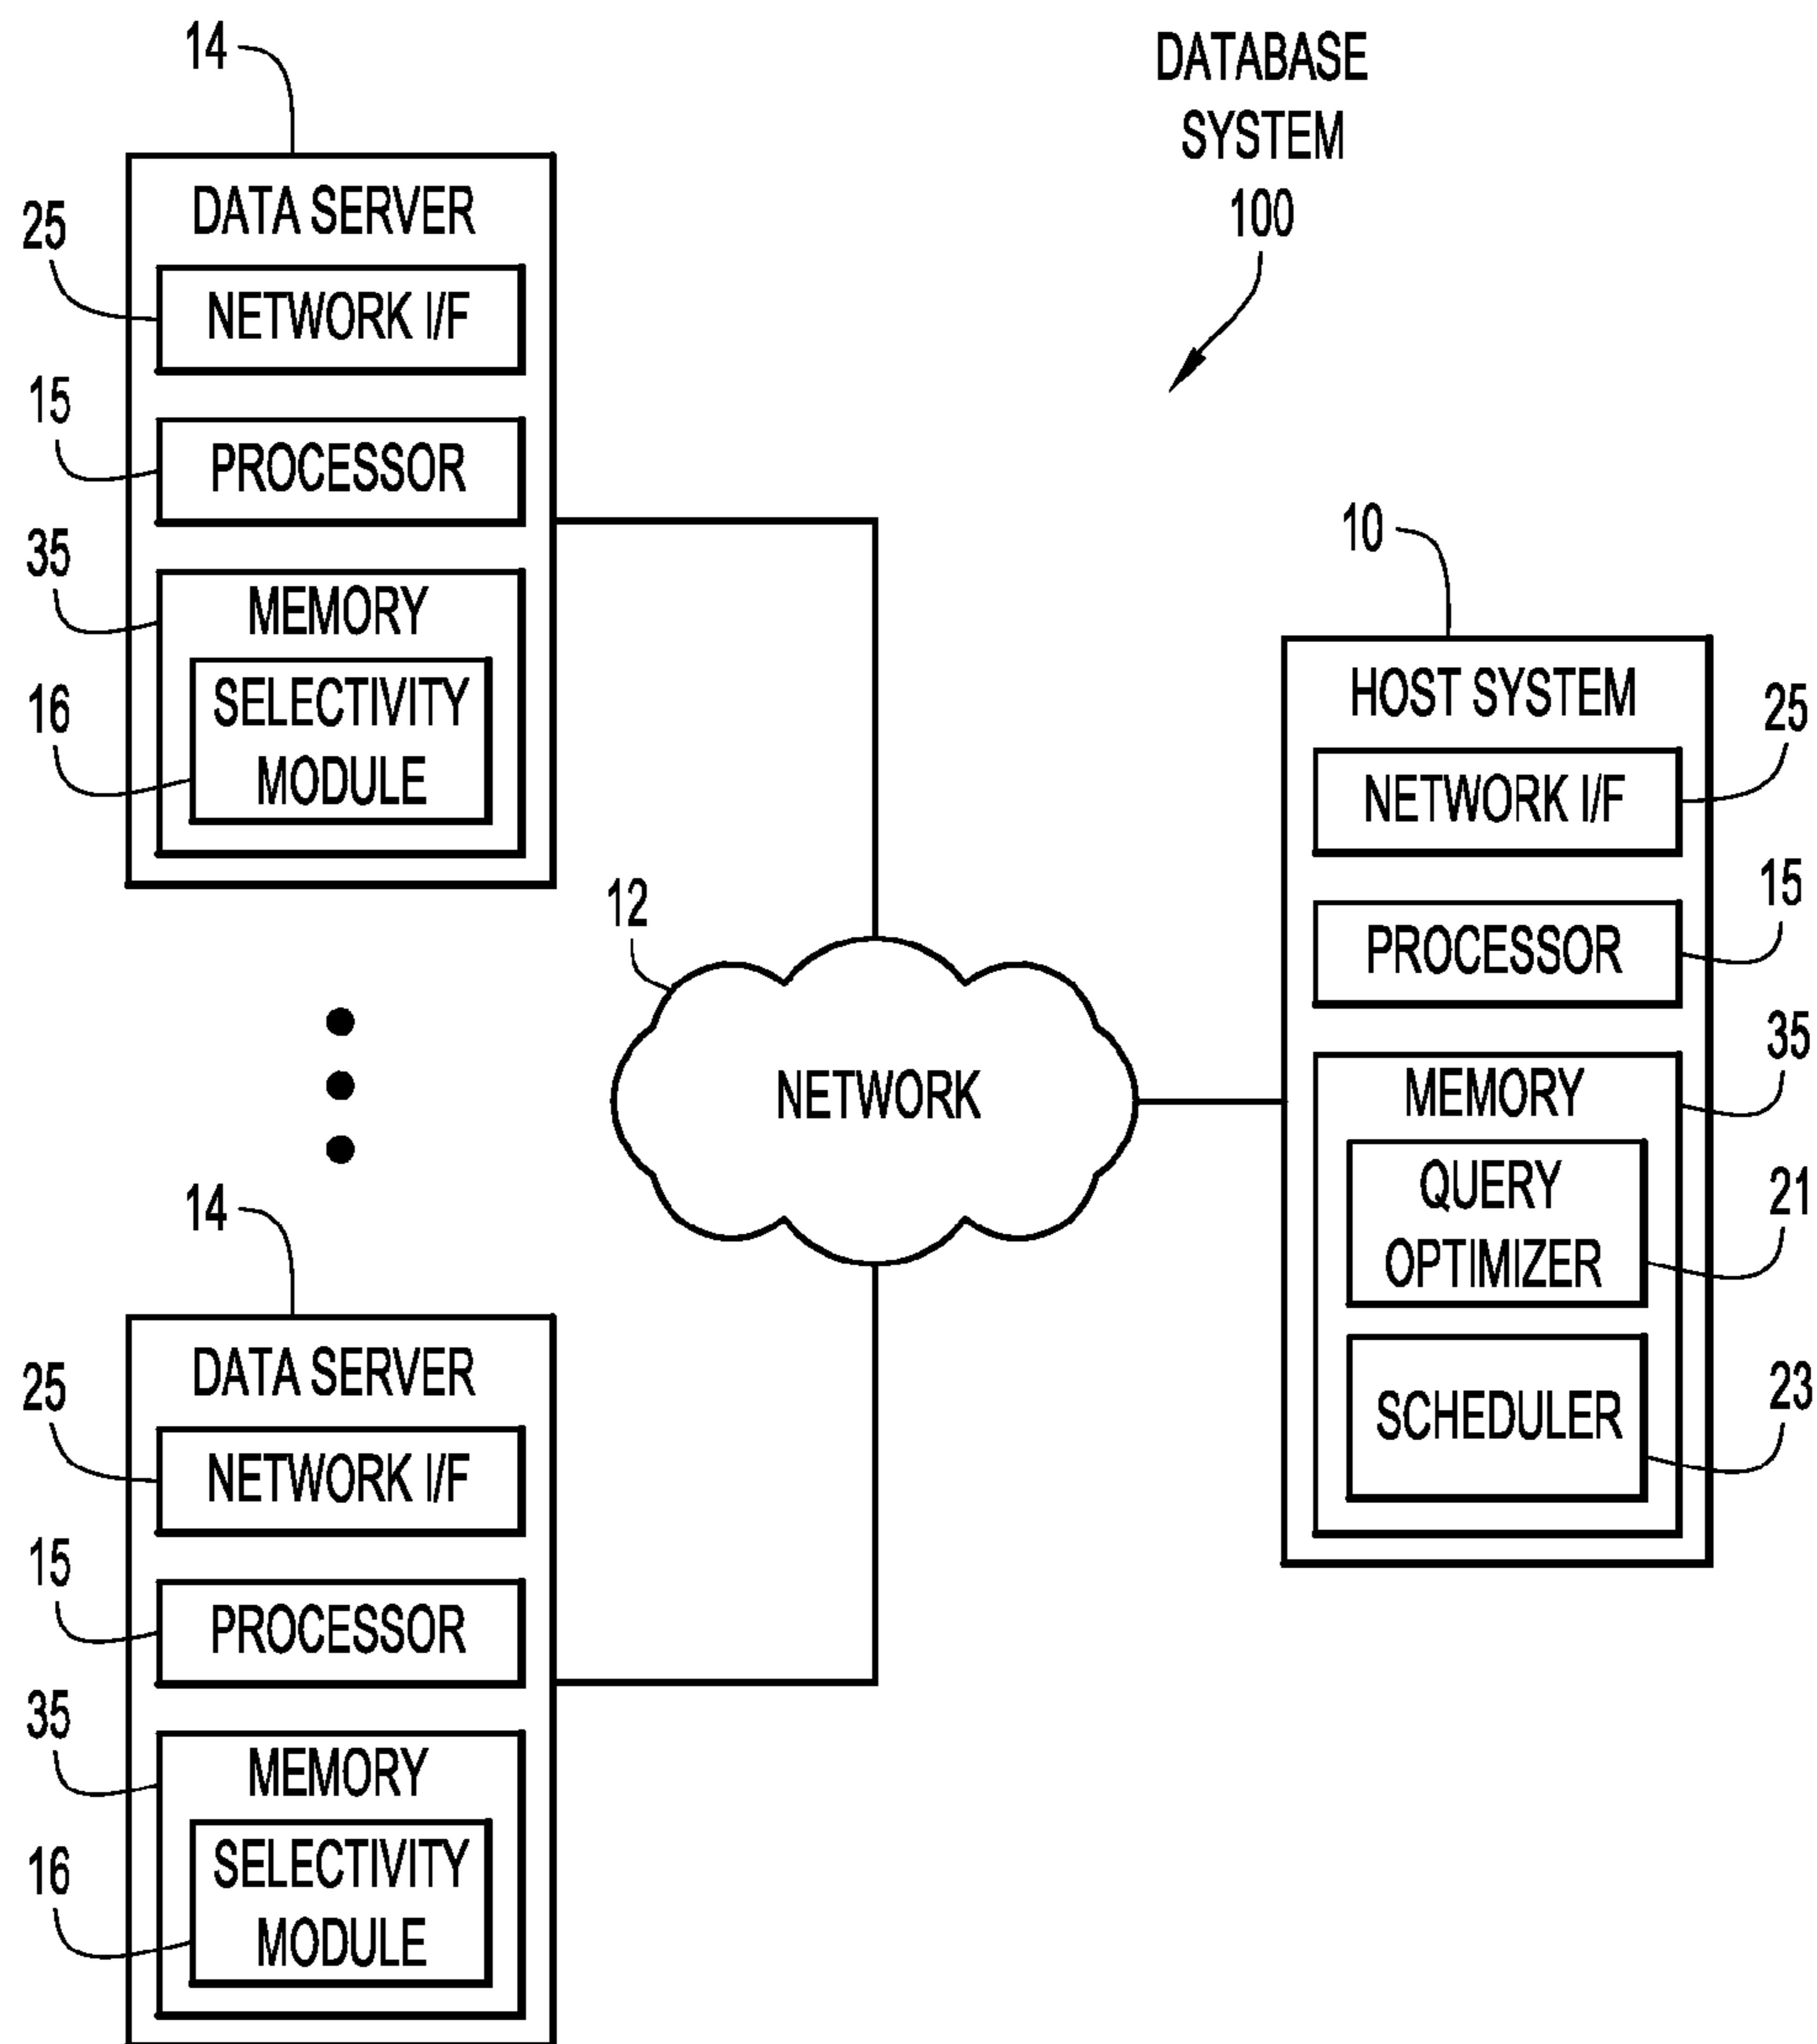 DATABASE
SYSTEM
100
14
DATA SERVER
25
NETWORK I/F
15
PROCESSOR
35
MEMORY
16
SELECTIVITY
MODULE
12
NETWORK
10
HOST SYSTEM
25
NETWORK I/F
15
PROCESSOR
35
MEMORY
QUERY
OPTIMIZER
21
SCHEDULER
23
14
DATA SERVER
25
NETWORK I/F
15
PROCESSOR
35
MEMORY
16
SELECTIVITY
MODULE